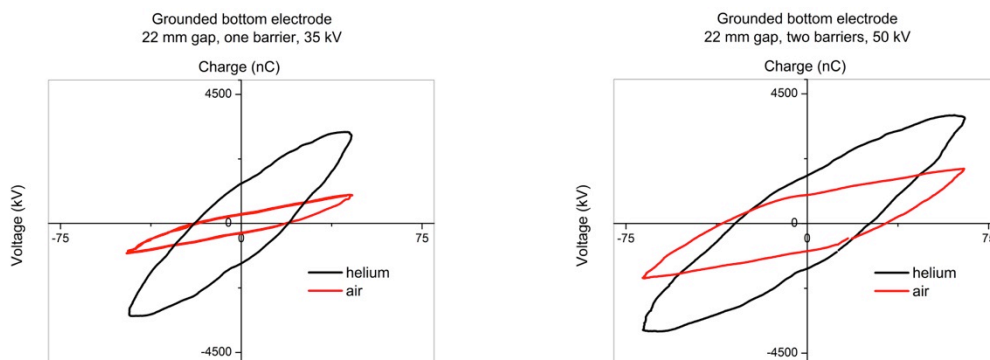 Grounded bottom electrode
22 mm gap, one barrier, 35 kV
Charge (nC)
4500
Voltage (kV)
-75
0
75
helium
air
-4500
Grounded bottom electrode
22 mm gap, two barriers, 50 kV
Charge (nC)
4500
Voltage (kV)
-75
0
75
helium
air
-4500